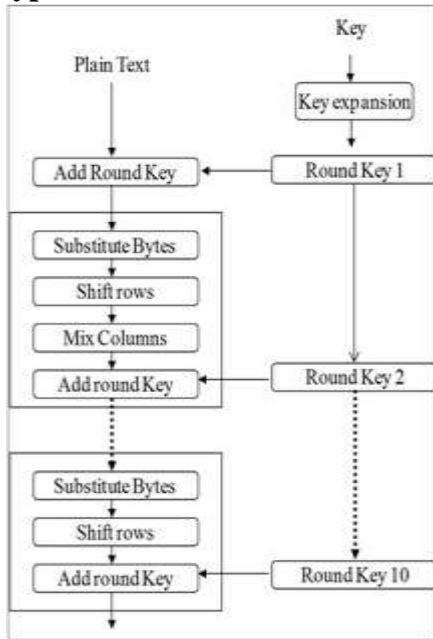 Key
Plain Text
Key expansion
Add Round Key
Round Key 1
Substitute Bytes
Shift rows
Mix Columns
Add round Key
Round Key 2
Substitute Bytes
Shift rows
Add round Key
Round Key 10